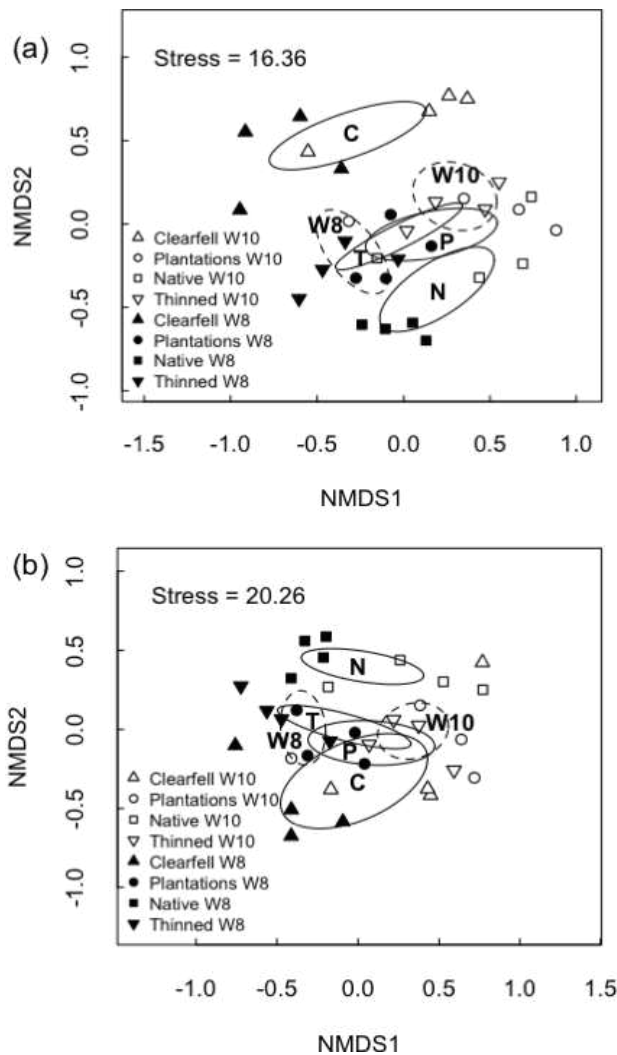 (a)
Stress = 16.36
C
W10
W8
P
T
N
△ Clearfell W10
○ Plantations W10
□ Native W10
▽ Thinned W10
▲ Clearfell W8
● Plantations W8
■ Native W8
▼ Thinned W8
NMDS2
1.0
0.5
0.0
-0.5
-1.0
-1.5 -1.0 -0.5 0.0 0.5 1.0
NMDS1
(b)
Stress = 20.26
N
T
W10
W8
P
C
△ Clearfell W10
○ Plantations W10
□ Native W10
▽ Thinned W10
▲ Clearfell W8
● Plantations W8
■ Native W8
▼ Thinned W8
NMDS2
1.0
0.5
0.0
-0.5
-1.0
-1.0 -0.5 0.0 0.5 1.0 1.5
NMDS1